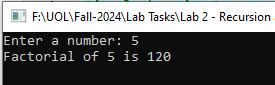 F:\UOL\Fall-2024\Lab Tasks\Lab 2 - Recursion a
Enter a number: 5
Factorial of 5 is 120